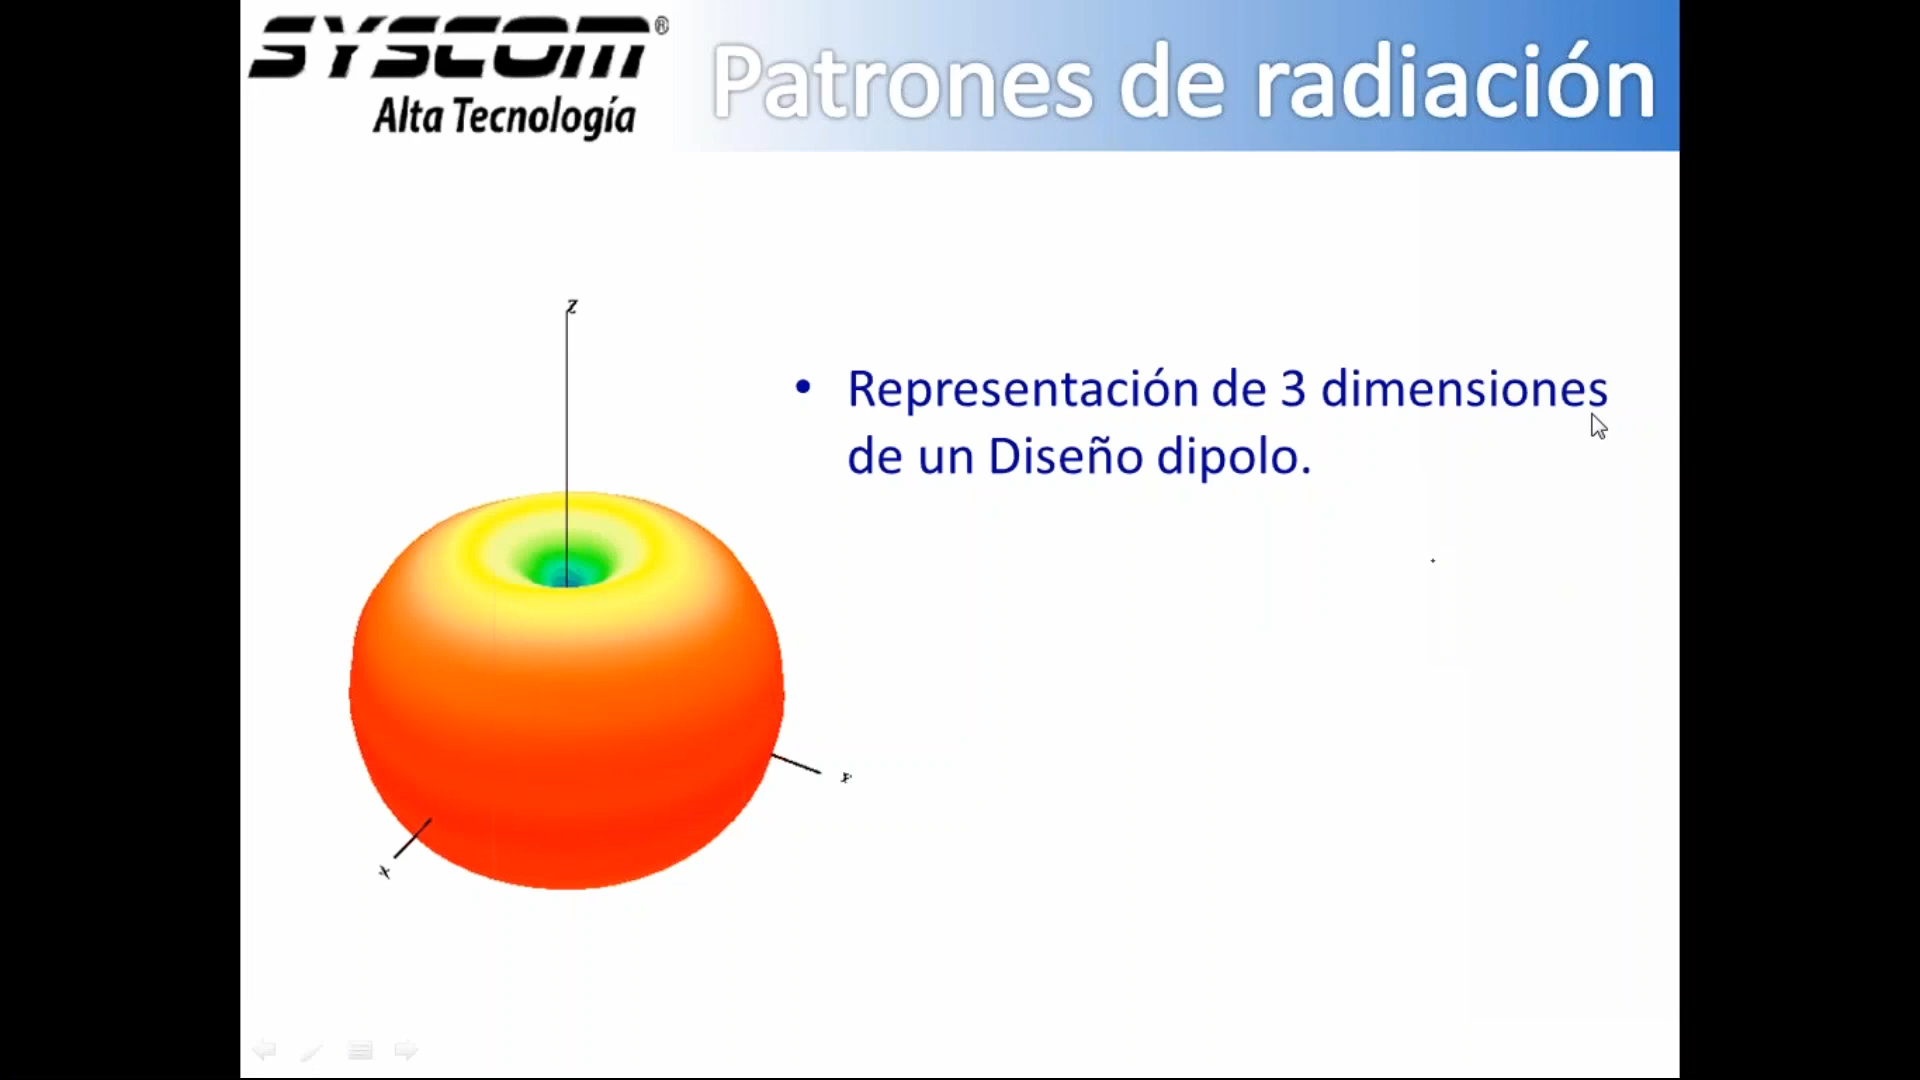 SYSCOM®
Alta Tecnología
Patrones de radiación
z
• Representación de 3 dimensiones
de un Diseño dipolo.
x